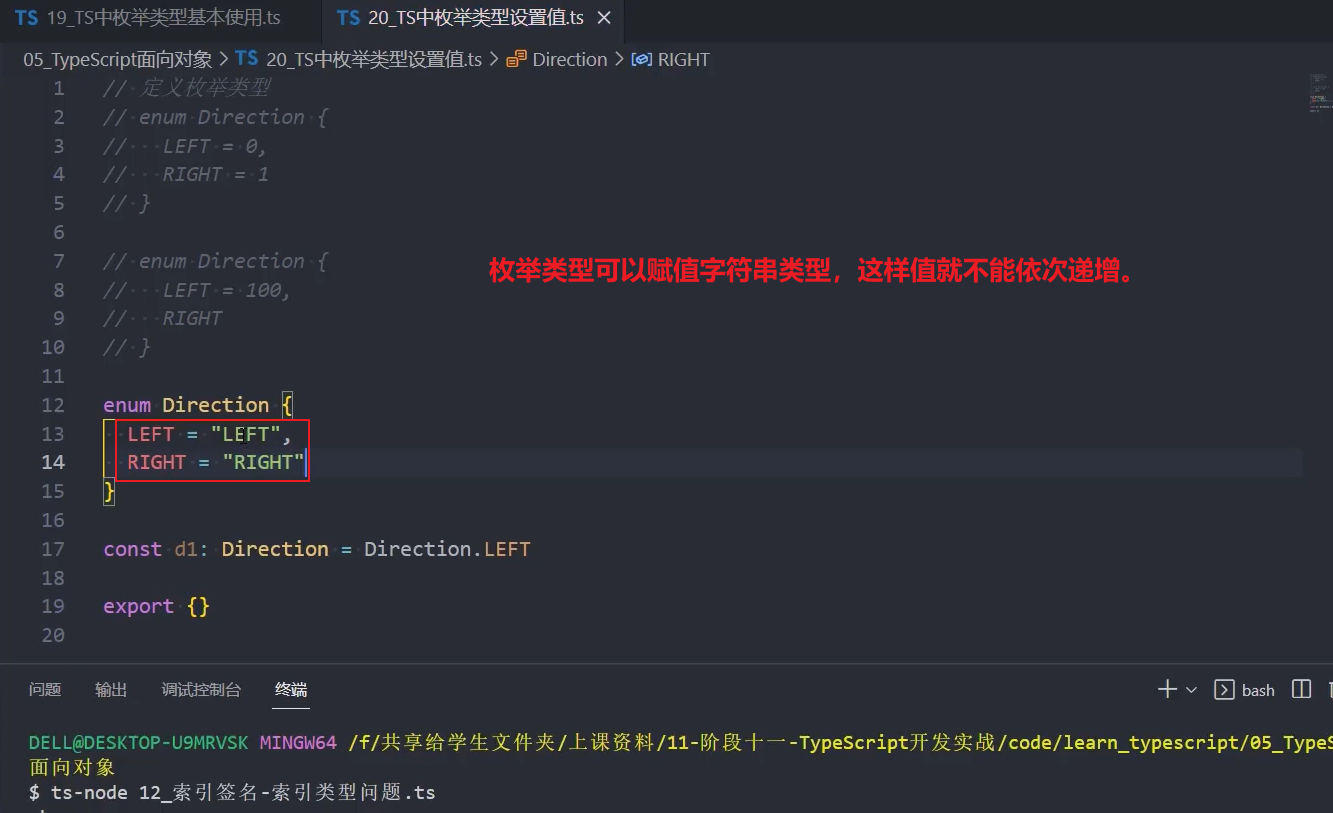 TS 19_TS中枚举类型基本使用.ts
TS 20_TS中枚举类型设置值.ts
05_TypeScript面向对象 > TS 20_TS中枚举类型设置值.ts > Direction > RIGHT
1 // 定义枚举类型
2 // enum Direction {
3 //   LEFT = 0,
4 //   RIGHT = 1
5 // }
6
7 // enum Direction {
8 //   LEFT = 100,
9 //   RIGHT
10 // }
11
12 enum Direction {
13   LEFT = "LEFT",
14   RIGHT = "RIGHT"
15 }
16
17 const d1: Direction = Direction.LEFT
18
19 export {}
20
枚举类型可以赋值字符串类型，这样值就不能依次递增。
问题 输出 调试控制台 终端 bash
DELL@DESKTOP-U9MRVSK MINGW64 /f/共享给学生文件夹/上课资料/11-阶段十一-TypeScript开发实战/code/learn_typescript/05_TypeS
面向对象
$ ts-node 12_索引签名-索引类型问题.ts